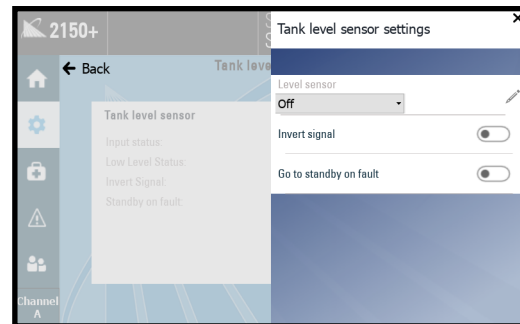 2150+
Tank level sensor settings
Back
Tank leve
Level sensor
Off
Tank level sensor
Input status:
Low Level Status:
Invert Signal:
Standby on fault:
Invert signal
Go to standby on fault
Channel
A